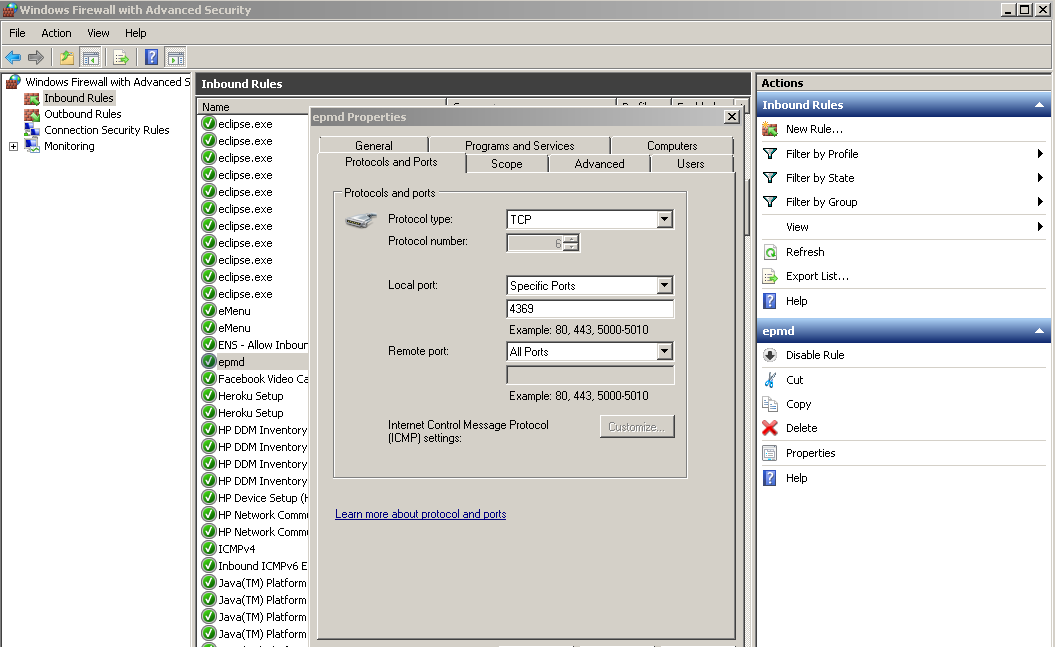 Windows Firewall with Advanced Security
File Action View Help
Windows Firewall with Advanced S
Inbound Rules
Outbound Rules
Connection Security Rules
Monitoring
Inbound Rules
Name
eclipse.exe
eclipse.exe
eclipse.exe
eclipse.exe
eclipse.exe
eclipse.exe
eclipse.exe
eclipse.exe
eclipse.exe
eclipse.exe
eclipse.exe
eMenu
eMenu
ENS - Allow Inboun
epmd
Facebook Video Ca
Heroku Setup
Heroku Setup
HP DDM Inventory
HP DDM Inventory
HP DDM Inventory
HP DDM Inventory
HP Device Setup (H
HP Network Commu
HP Network Commu
ICMPv4
Inbound ICMPv6 E
Java(TM) Platform
Java(TM) Platform
Java(TM) Platform
Java(TM) Platform
epmd Properties
General Programs and Services Computers
Protocols and Ports Scope Advanced Users
Protocols and ports
Protocol type: TCP
Protocol number: 6
Local port: Specific Ports
4369
Example: 80, 443, 5000-5010
Remote port: All Ports
Example: 80, 443, 5000-5010
Internet Control Message Protocol
(ICMP) settings: Customize...
Learn more about protocol and ports
Actions
Inbound Rules
New Rule...
Filter by Profile
Filter by State
Filter by Group
View
Refresh
Export List...
Help
epmd
Disable Rule
Cut
Copy
Delete
Properties
Help